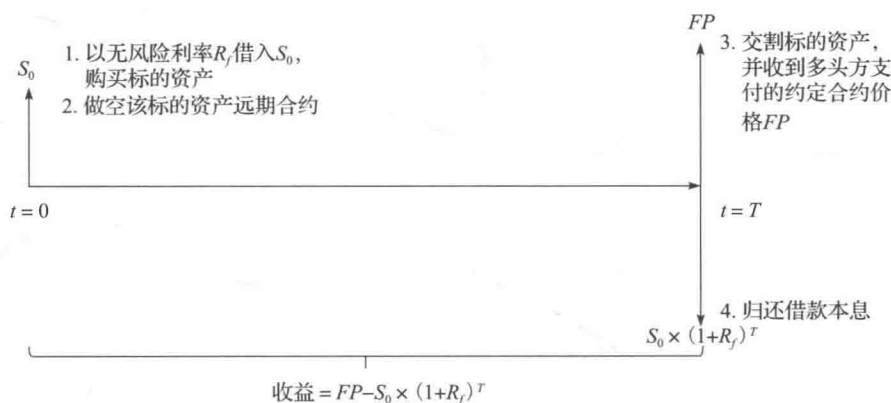 S₀
1. 以无风险利率R_f借入S₀,
购买标的资产
2. 做空该标的资产远期合约
FP
3. 交割标的资产,
并收到多头方支
付的约定合约价
格FP
t = 0
t = T
4. 归还借款本息
S₀ × (1+R_f)^T
收益 = FP−S₀ × (1+R_f)^T